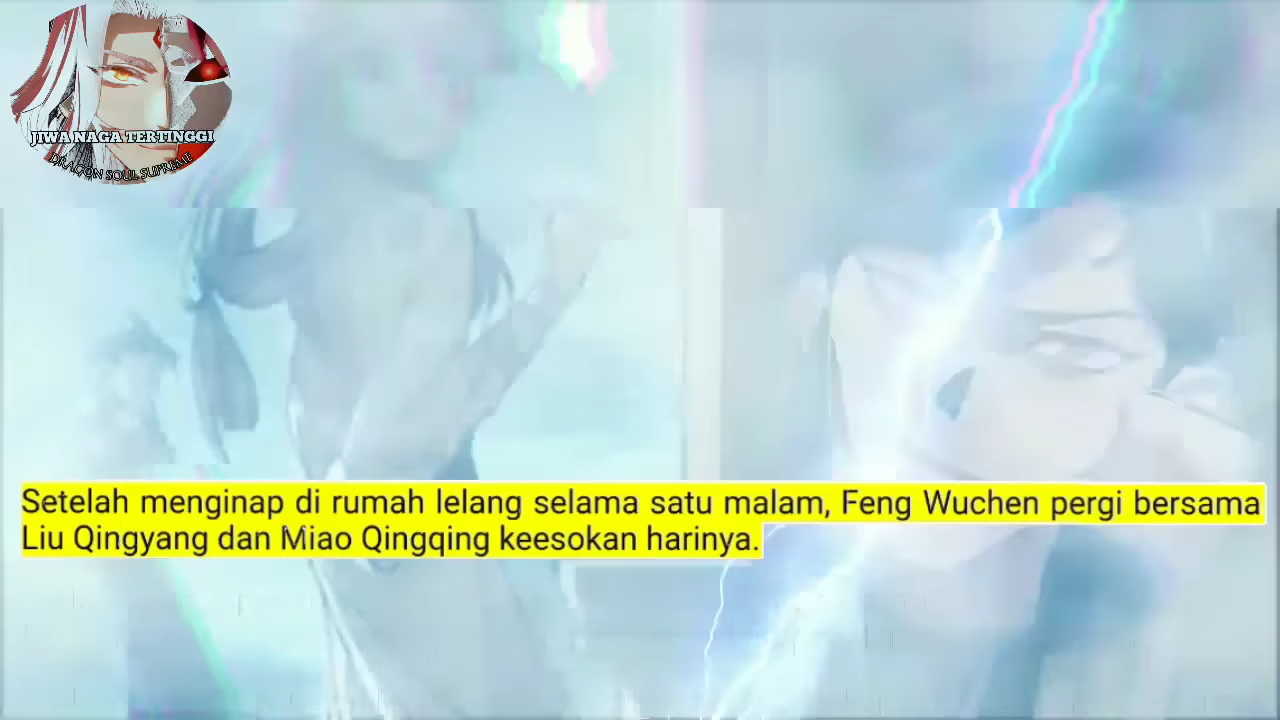 JIWA NAGA TERTINGGI
DRAGON SOUL SUPREME
Setelah menginap di rumah lelang selama satu malam, Feng Wuchen pergi bersama
Liu Qingyang dan Miao Qingqing keesokan harinya.